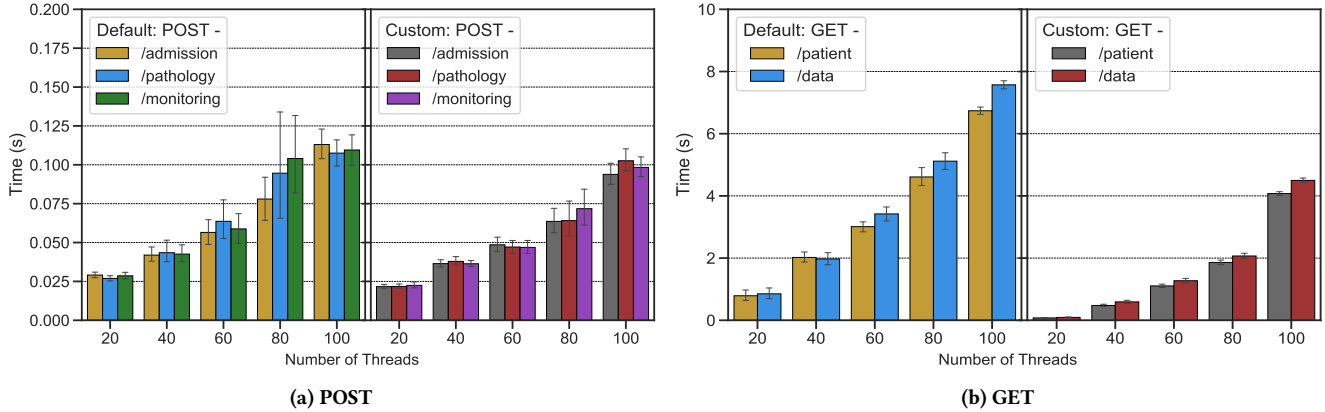 Time (s)
0.200
0.175
0.150
0.125
0.100
0.075
0.050
0.025
0.000
Default: POST -
/admission
/pathology
/monitoring
Custom: POST -
/admission
/pathology
/monitoring
20 40 60 80 100 20 40 60 80 100
Number of Threads
(a) POST
Time (s)
10
8
6
4
2
0
Default: GET -
/patient
/data
Custom: GET -
/patient
/data
20 40 60 80 100 20 40 60 80 100
Number of Threads
(b) GET